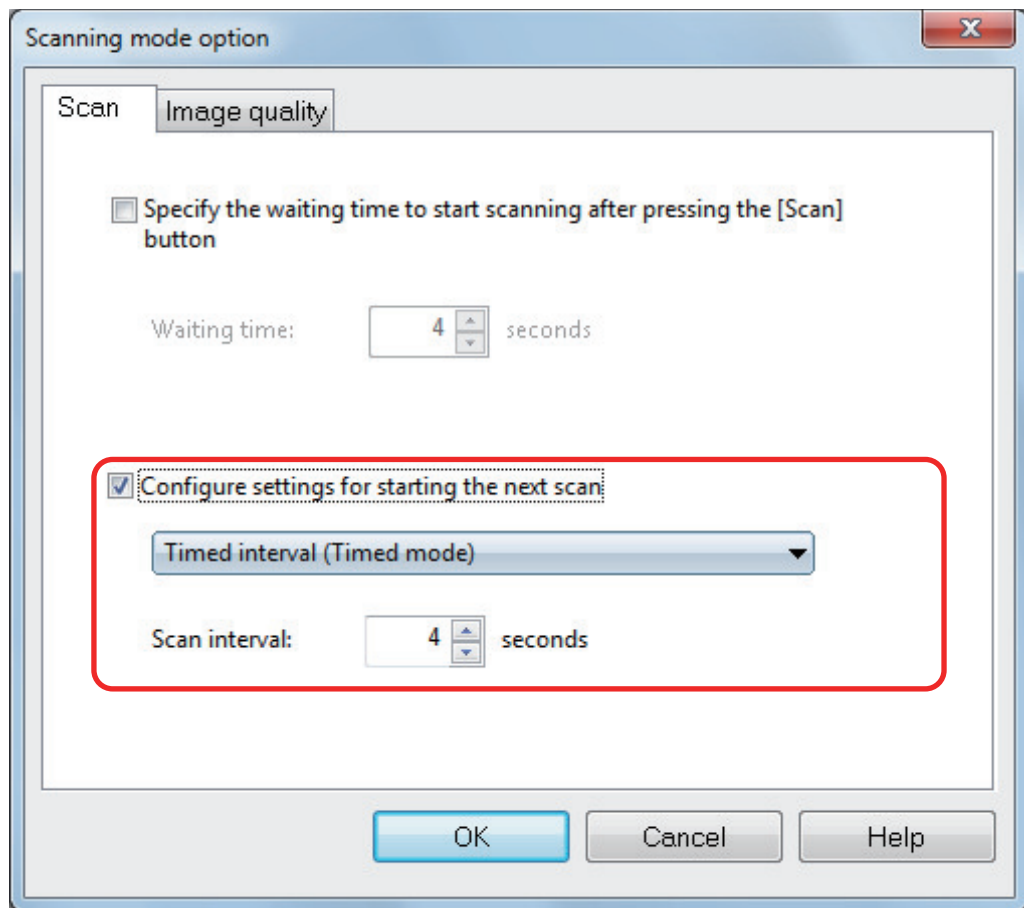 Scanning mode option
Scan
Image quality
Specify the waiting time to start scanning after pressing the [Scan]
button
Waiting time: 4 seconds
Configure settings for starting the next scan
Timed interval (Timed mode)
Scan interval: 4 seconds
OK Cancel Help